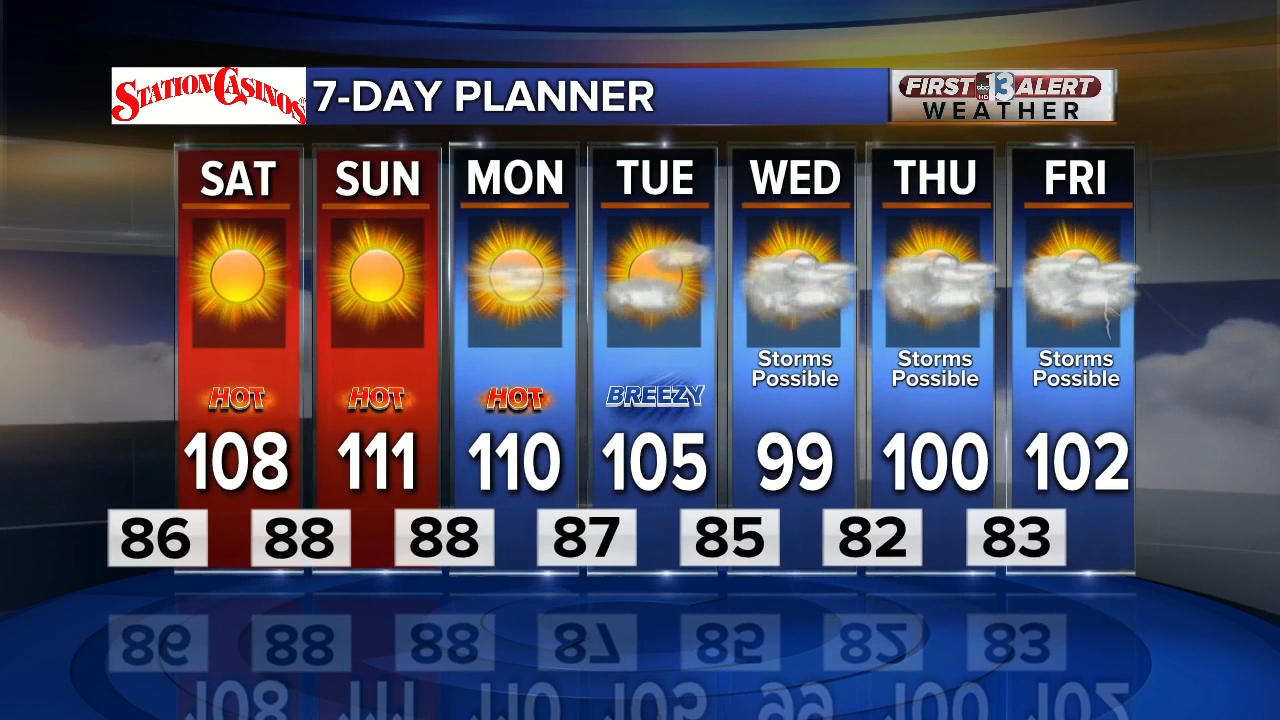 STATION CASINOS®
7-DAY PLANNER
FIRST abc 13 HD ALERT
WEATHER
SAT SUN MON TUE WED THU FRI
Storms Possible
Storms Possible
Storms Possible
HOT HOT HOT BREEZY
108 111 110 105 99 100 102
86 88 88 87 85 82 83